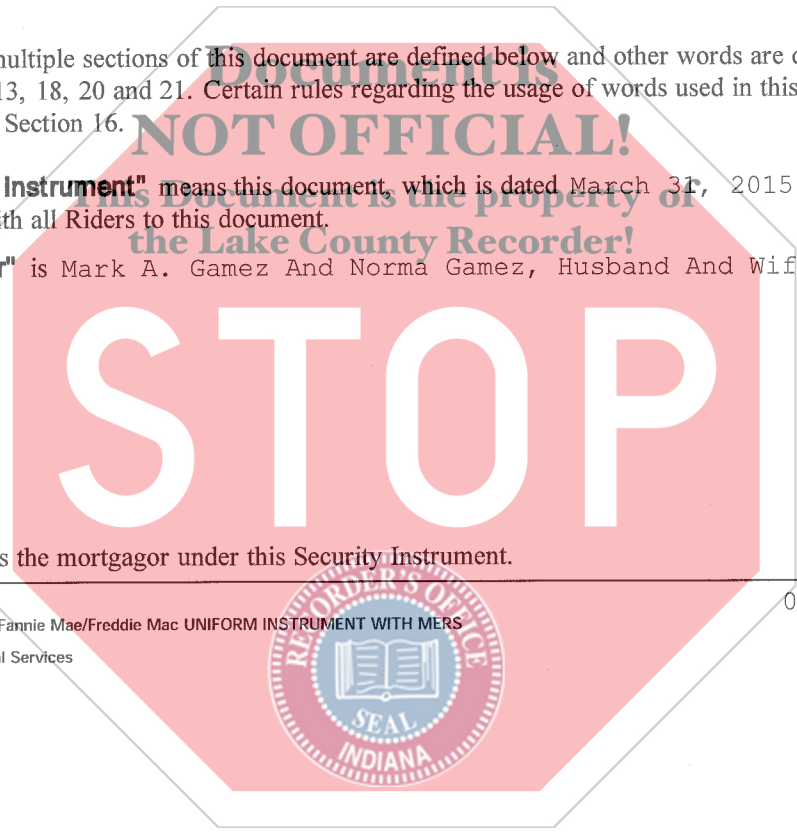 multiple sections of this document are defined below and other words are
Document is
13, 18, 20 and 21. Certain rules regarding the usage of words used in this
Section 16.
NOT OFFICIAL!
Instrument" means this document, which is dated March 31, 2015
This Document is the property of
th all Riders to this document.
the Lake County Recorder!
r" is Mark A. Gamez And Norma Gamez, Husband And Wif
STOP
s the mortgagor under this Security Instrument.
0
Fannie Mae/Freddie Mac UNIFORM INSTRUMENT WITH MERS
l Services
RECORDER'S OFFICE
SEAL
INDIANA